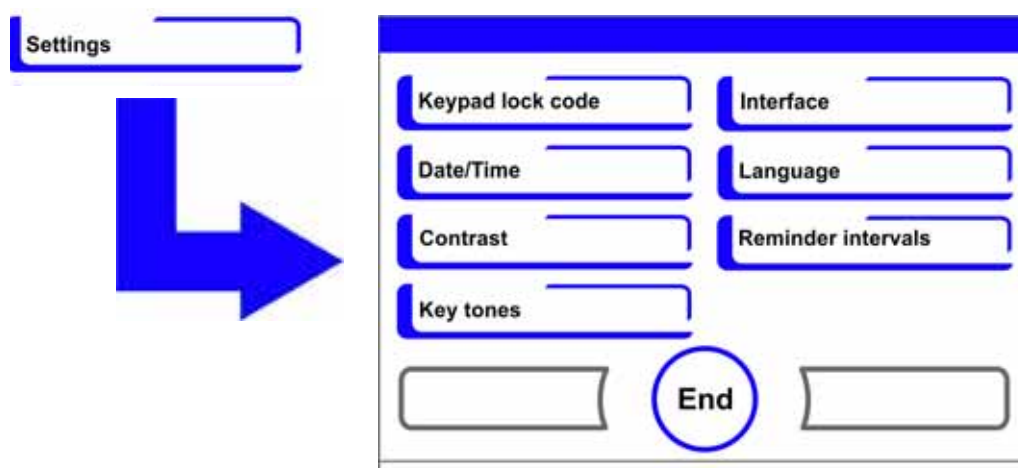 Settings
Keypad lock code
Interface
Date/Time
Language
Contrast
Reminder intervals
Key tones
End